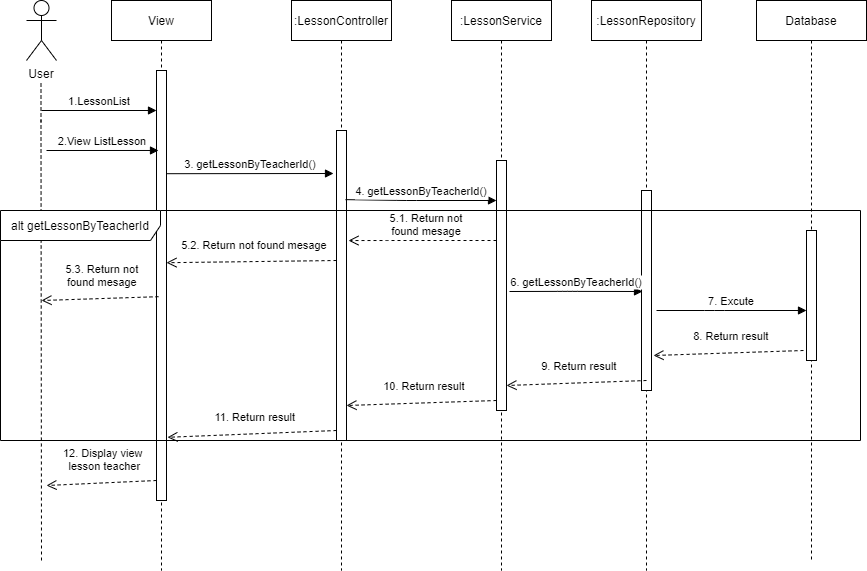 View
:LessonController
:LessonService
:LessonRepository
Database
User
1.LessonList
2.View ListLesson
3. getLessonByTeacherId()
4. getLessonByTeacherId()
alt getLessonByTeacherId
5.1. Return not
found mesage
5.2. Return not found mesage
5.3. Return not
found mesage
6. getLessonByTeacherId()
7. Excute
8. Return result
9. Return result
10. Return result
11. Return result
12. Display view
lesson teacher